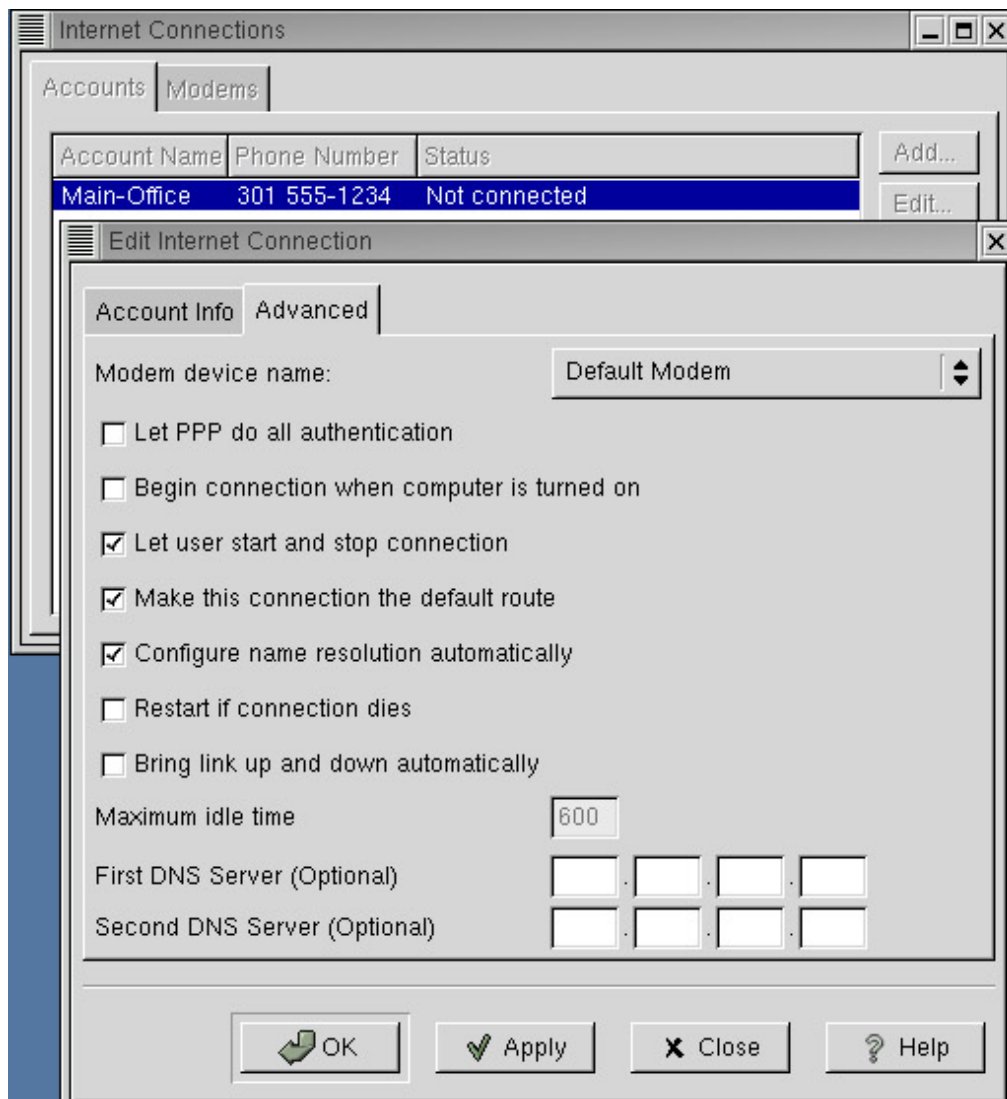 Internet Connections
Accounts Modems
Account Name Phone Number Status Add...
Main-Office 301 555-1234 Not connected Edit...
Edit Internet Connection
Account Info Advanced
Modem device name: Default Modem
Let PPP do all authentication
Begin connection when computer is turned on
Let user start and stop connection
Make this connection the default route
Configure name resolution automatically
Restart if connection dies
Bring link up and down automatically
Maximum idle time 600
First DNS Server (Optional) . . .
Second DNS Server (Optional) . . .
OK Apply Close Help